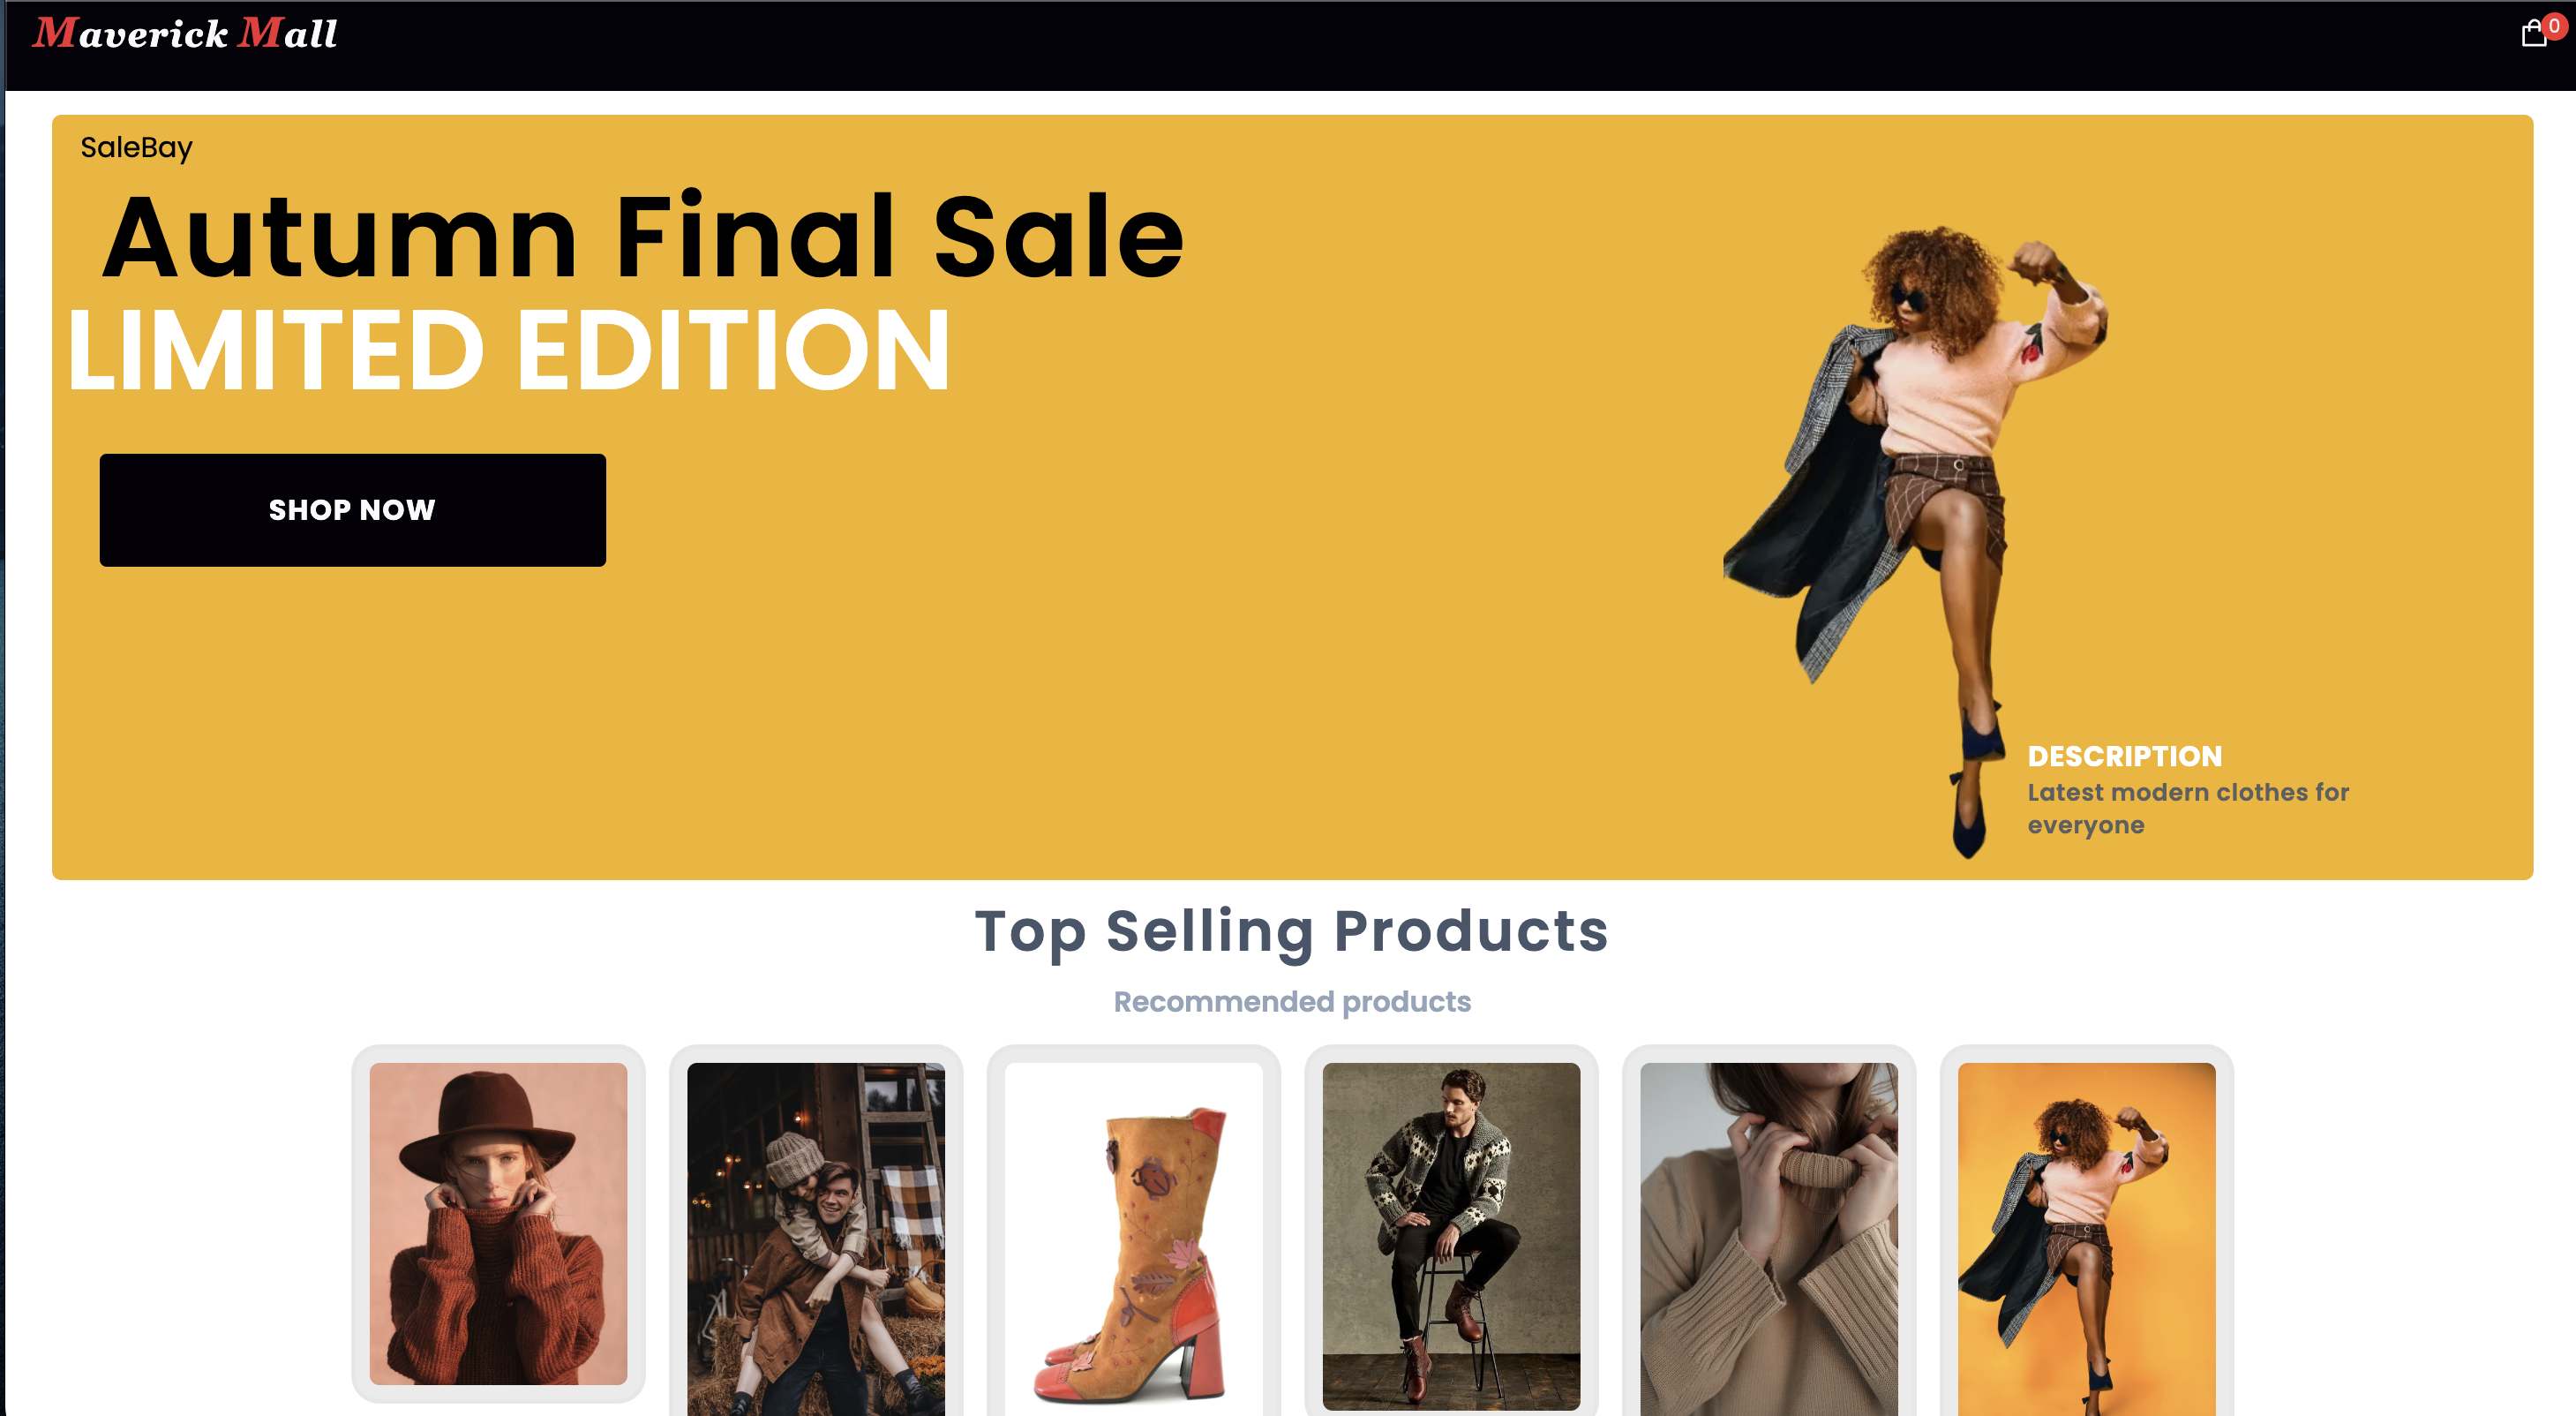 Maverick Mall
0
SaleBay
Autumn Final Sale
LIMITED EDITION
SHOP NOW
DESCRIPTION
Latest modern clothes for
everyone
Top Selling Products
Recommended products